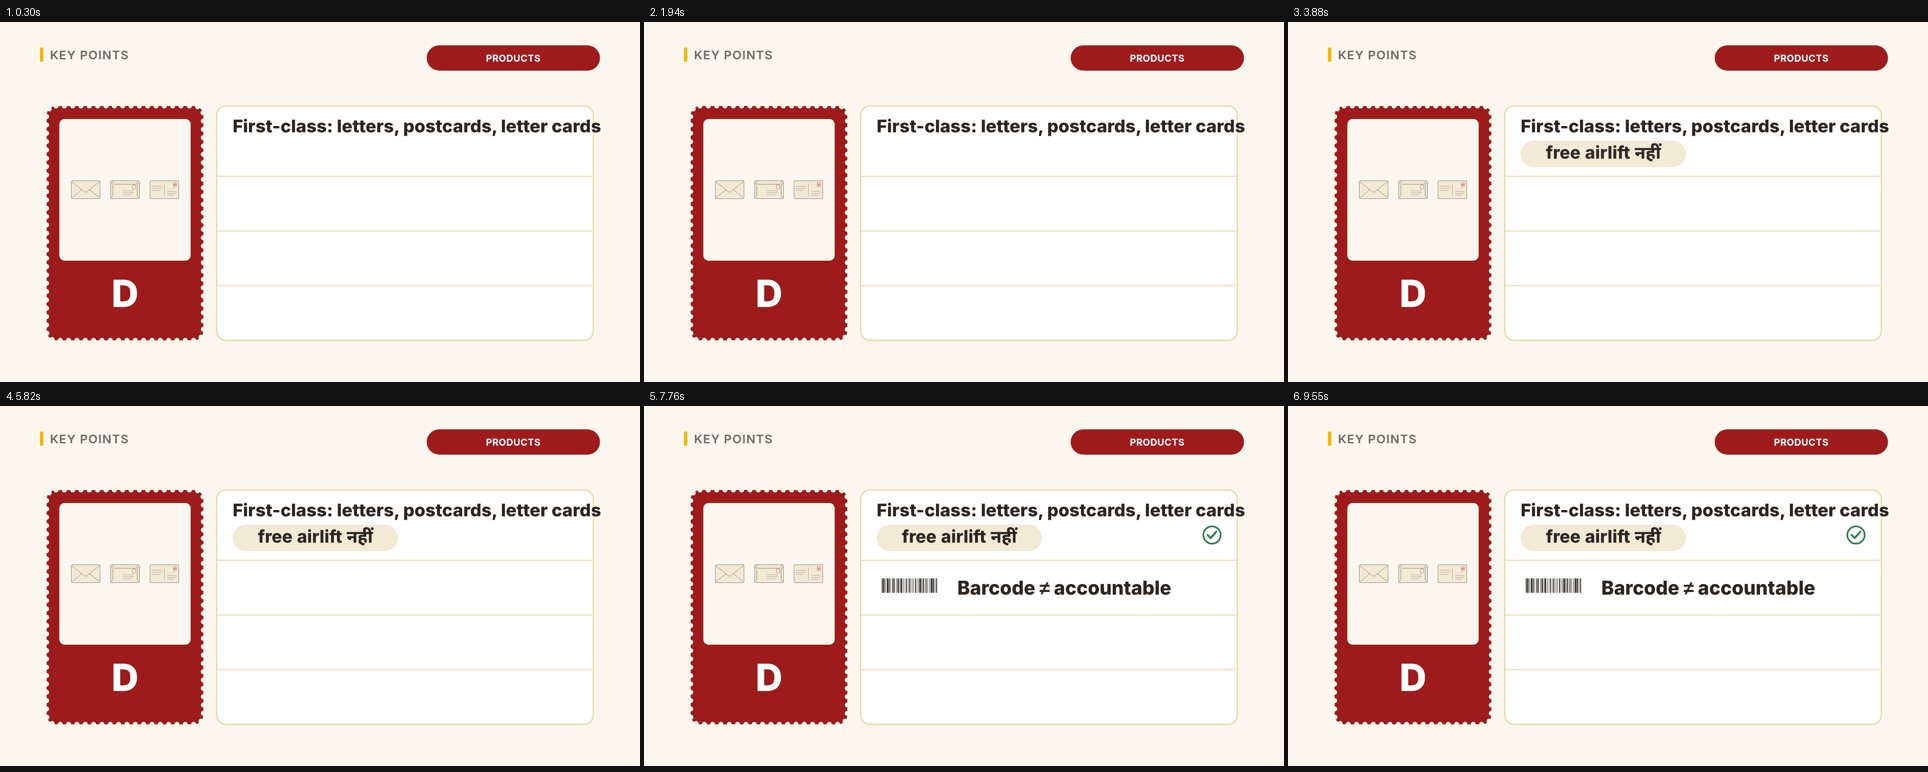 1. 0.30s
KEY POINTS
PRODUCTS
First-class: letters, postcards, letter cards
D
2. 1.94s
KEY POINTS
PRODUCTS
First-class: letters, postcards, letter cards
D
3. 3.88s
KEY POINTS
PRODUCTS
First-class: letters, postcards, letter cards
free airlift नहीं
D
4. 5.82s
KEY POINTS
PRODUCTS
First-class: letters, postcards, letter cards
free airlift नहीं
D
5. 7.76s
KEY POINTS
PRODUCTS
First-class: letters, postcards, letter cards
free airlift नहीं
Barcode ≠ accountable
D
6. 9.55s
KEY POINTS
PRODUCTS
First-class: letters, postcards, letter cards
free airlift नहीं
Barcode ≠ accountable
D